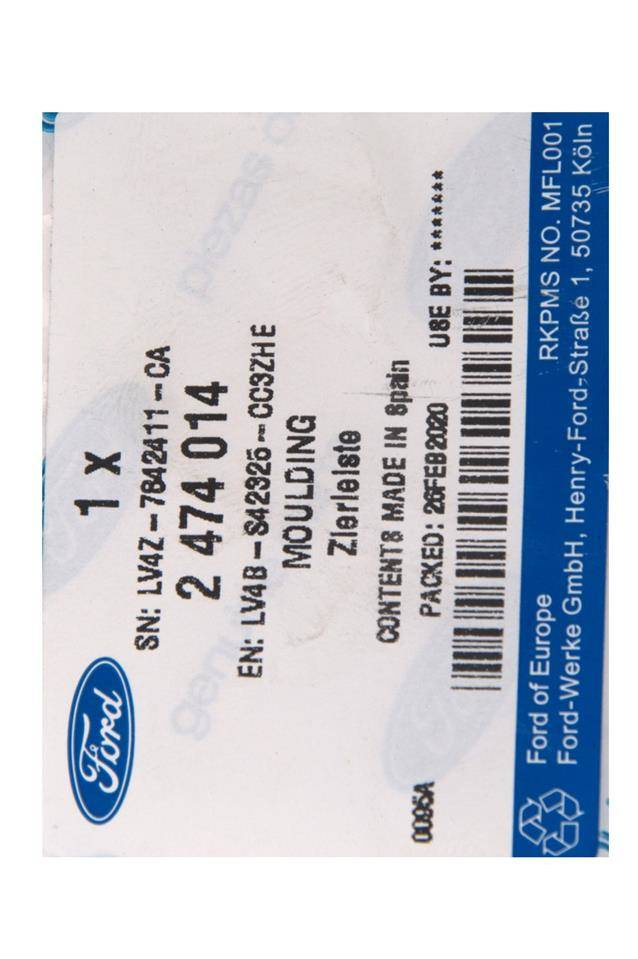 Ford
1 X
SN: LV4Z-7842411-CA
2 474 014
EN: LV4B-S42325-CC3ZHE
MOULDING
Zierleiste
CONTENTS MADE IN Spain
PACKED: 26FEB2020 USE BY: *******
0095A
Ford of Europe RKPMS NO. MFL001
Ford-Werke GmbH, Henry-Ford-Straße 1, 50735 Köln
piezas
genu